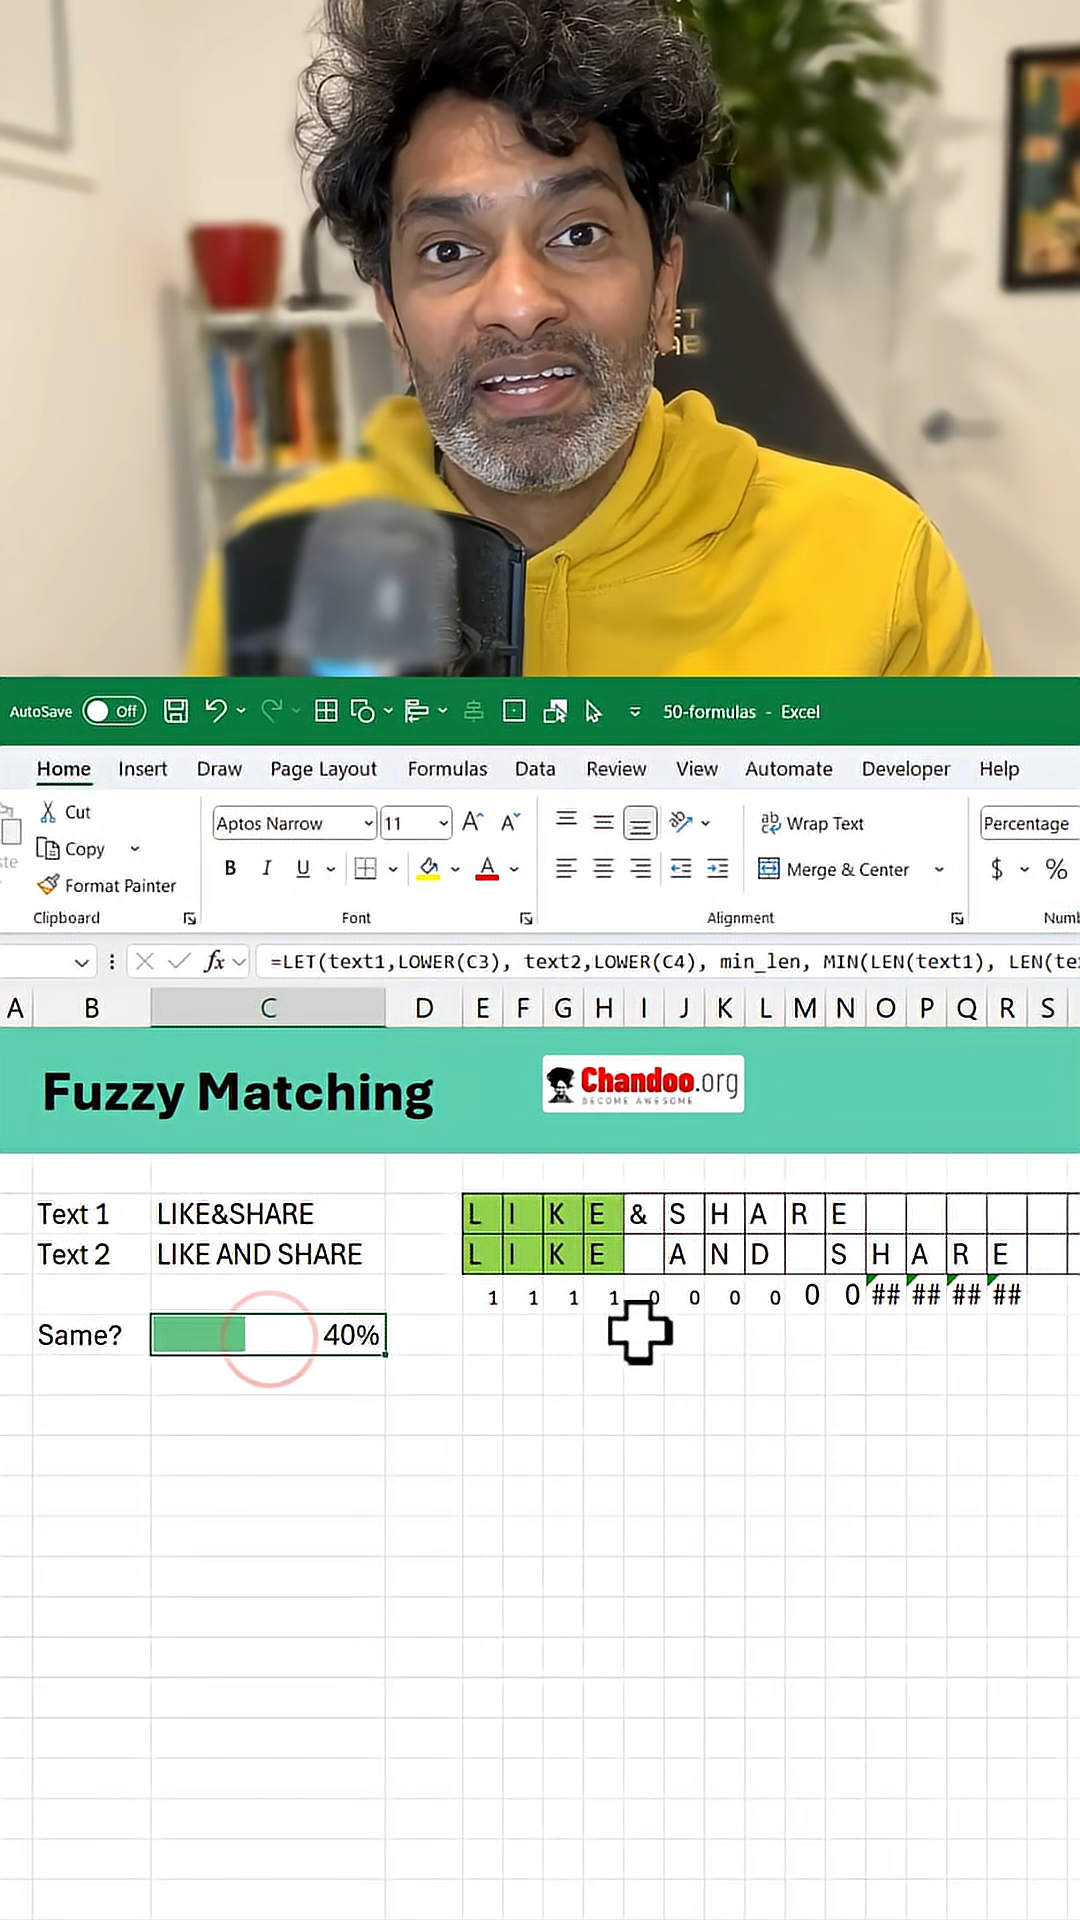 AutoSave Off 50-formulas - Excel
Home Insert Draw Page Layout Formulas Data Review View Automate Developer Help
Cut
Copy
Format Painter
Clipboard
Aptos Narrow 11
B I U A
Font
Wrap Text
Merge & Center
Alignment
Percentage
$ %
fx =LET(text1,LOWER(C3), text2,LOWER(C4), min_len, MIN(LEN(text1), LEN(te
A B C D E F G H I J K L M N O P Q R S
Fuzzy Matching
Chandoo.org
BECOME AWESOME
Text 1 LIKE&SHARE L I K E & S H A R E
Text 2 LIKE AND SHARE L I K E A N D S H A R E
1 1 1 1 0 0 0 0 0 0 ## ## ## ##
Same? 40%